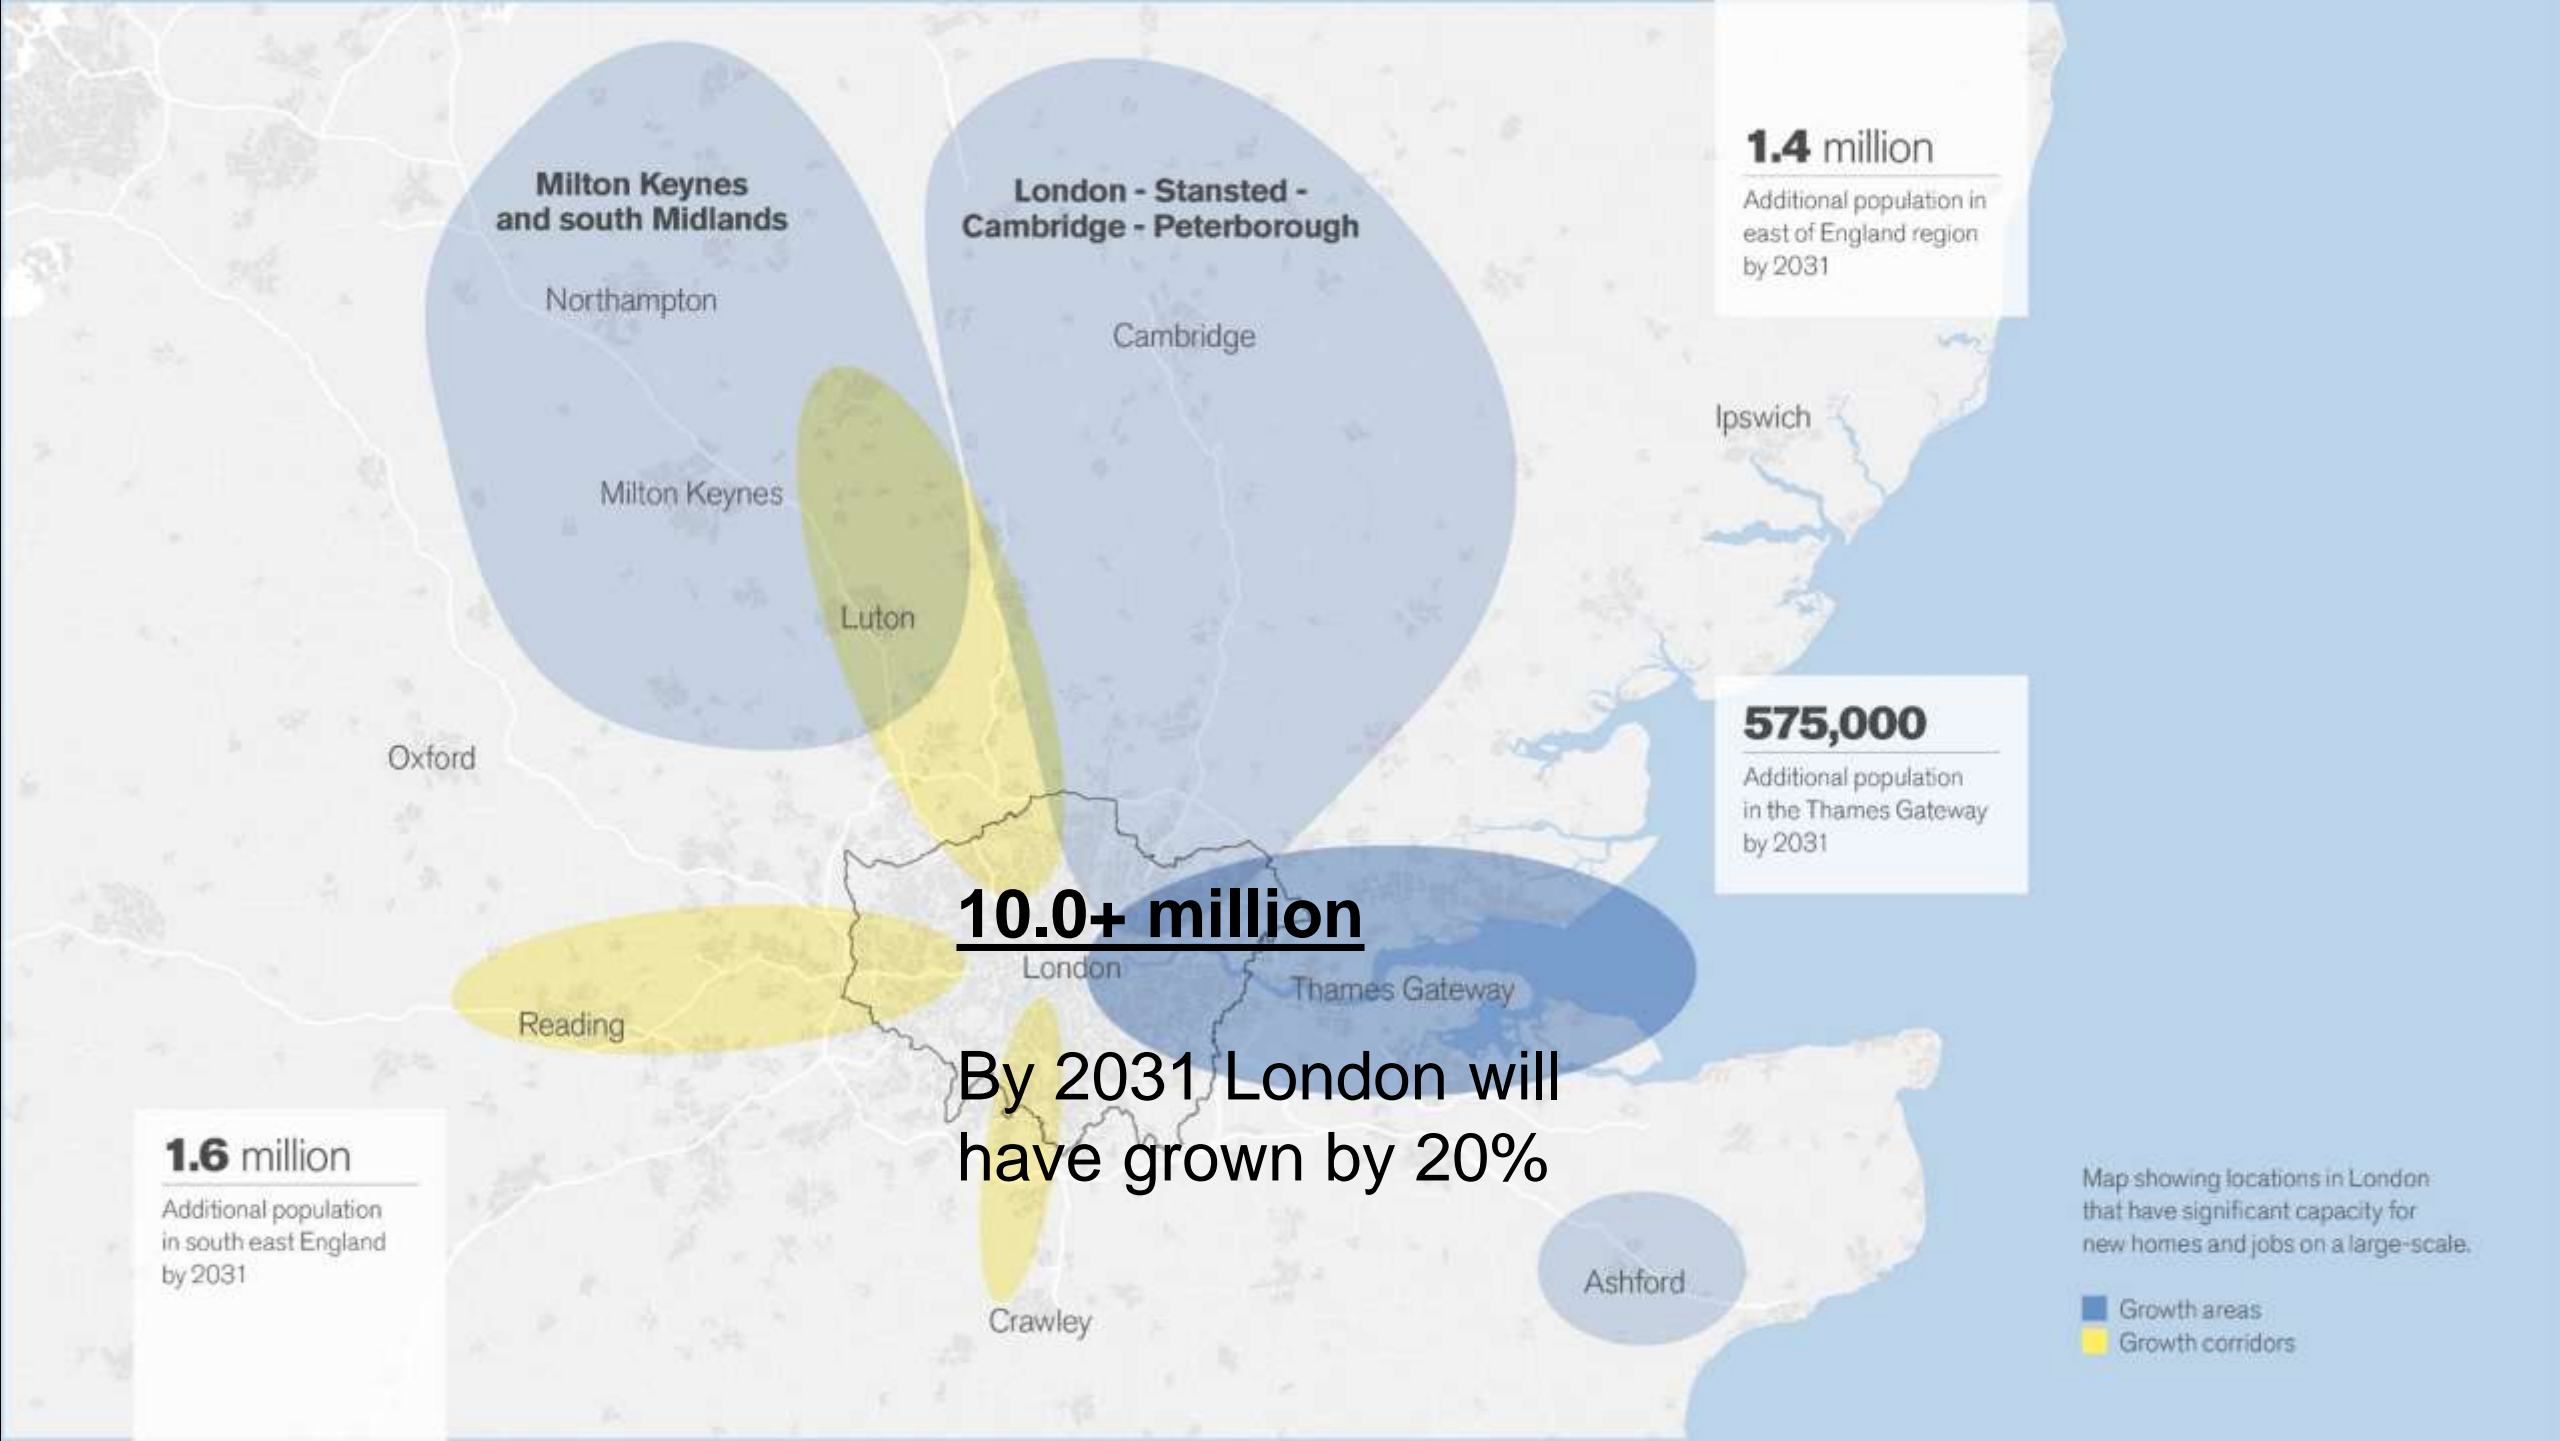 Milton Keynes
and south Midlands
London - Stansted -
Cambridge - Peterborough
1.4 million
Additional population in
east of England region
by 2031
Northampton
Cambridge
Ipswich
Milton Keynes
Luton
Oxford
575,000
Additional population
in the Thames Gateway
by 2031
10.0+ million
London
Thames Gateway
Reading
By 2031 London will
have grown by 20%
1.6 million
Additional population
in south east England
by 2031
Crawley
Ashford
Map showing locations in London
that have significant capacity for
new homes and jobs on a large-scale.
Growth areas
Growth corridors